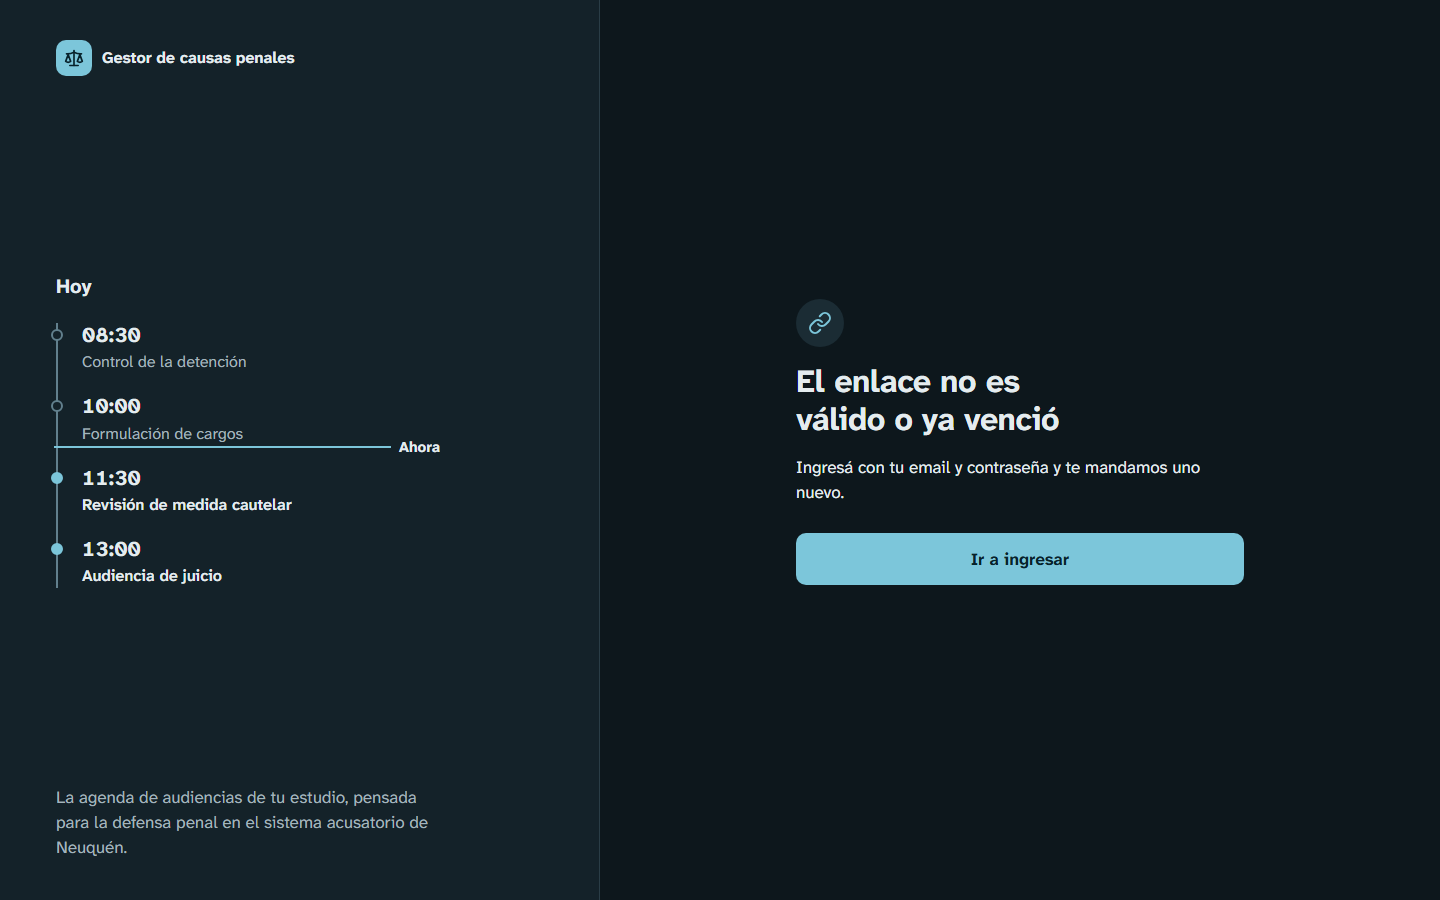 Gestor de causas penales
Hoy
08:30
Control de la detención
10:00
Formulación de cargos
Ahora
11:30
Revisión de medida cautelar
13:00
Audiencia de juicio
La agenda de audiencias de tu estudio, pensada
para la defensa penal en el sistema acusatorio de
Neuquén.
El enlace no es
válido o ya venció
Ingresá con tu email y contraseña y te mandamos uno
nuevo.
Ir a ingresar